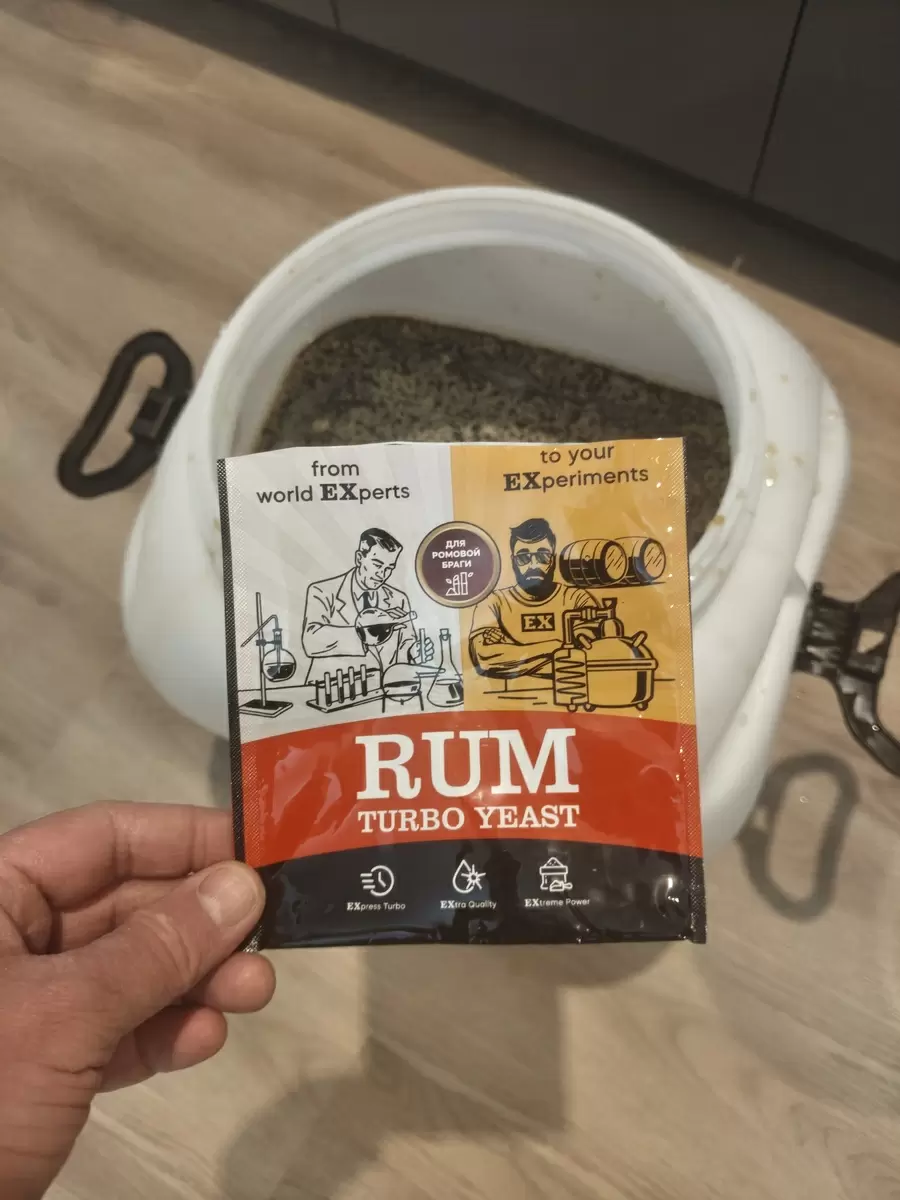 from
world EXperts
to your
EXperiments
ДЛЯ
РОМОВОЙ
БРАГИ
EX
RUM
TURBO YEAST
EXpress Turbo
EXtra Quality
EXtreme Power